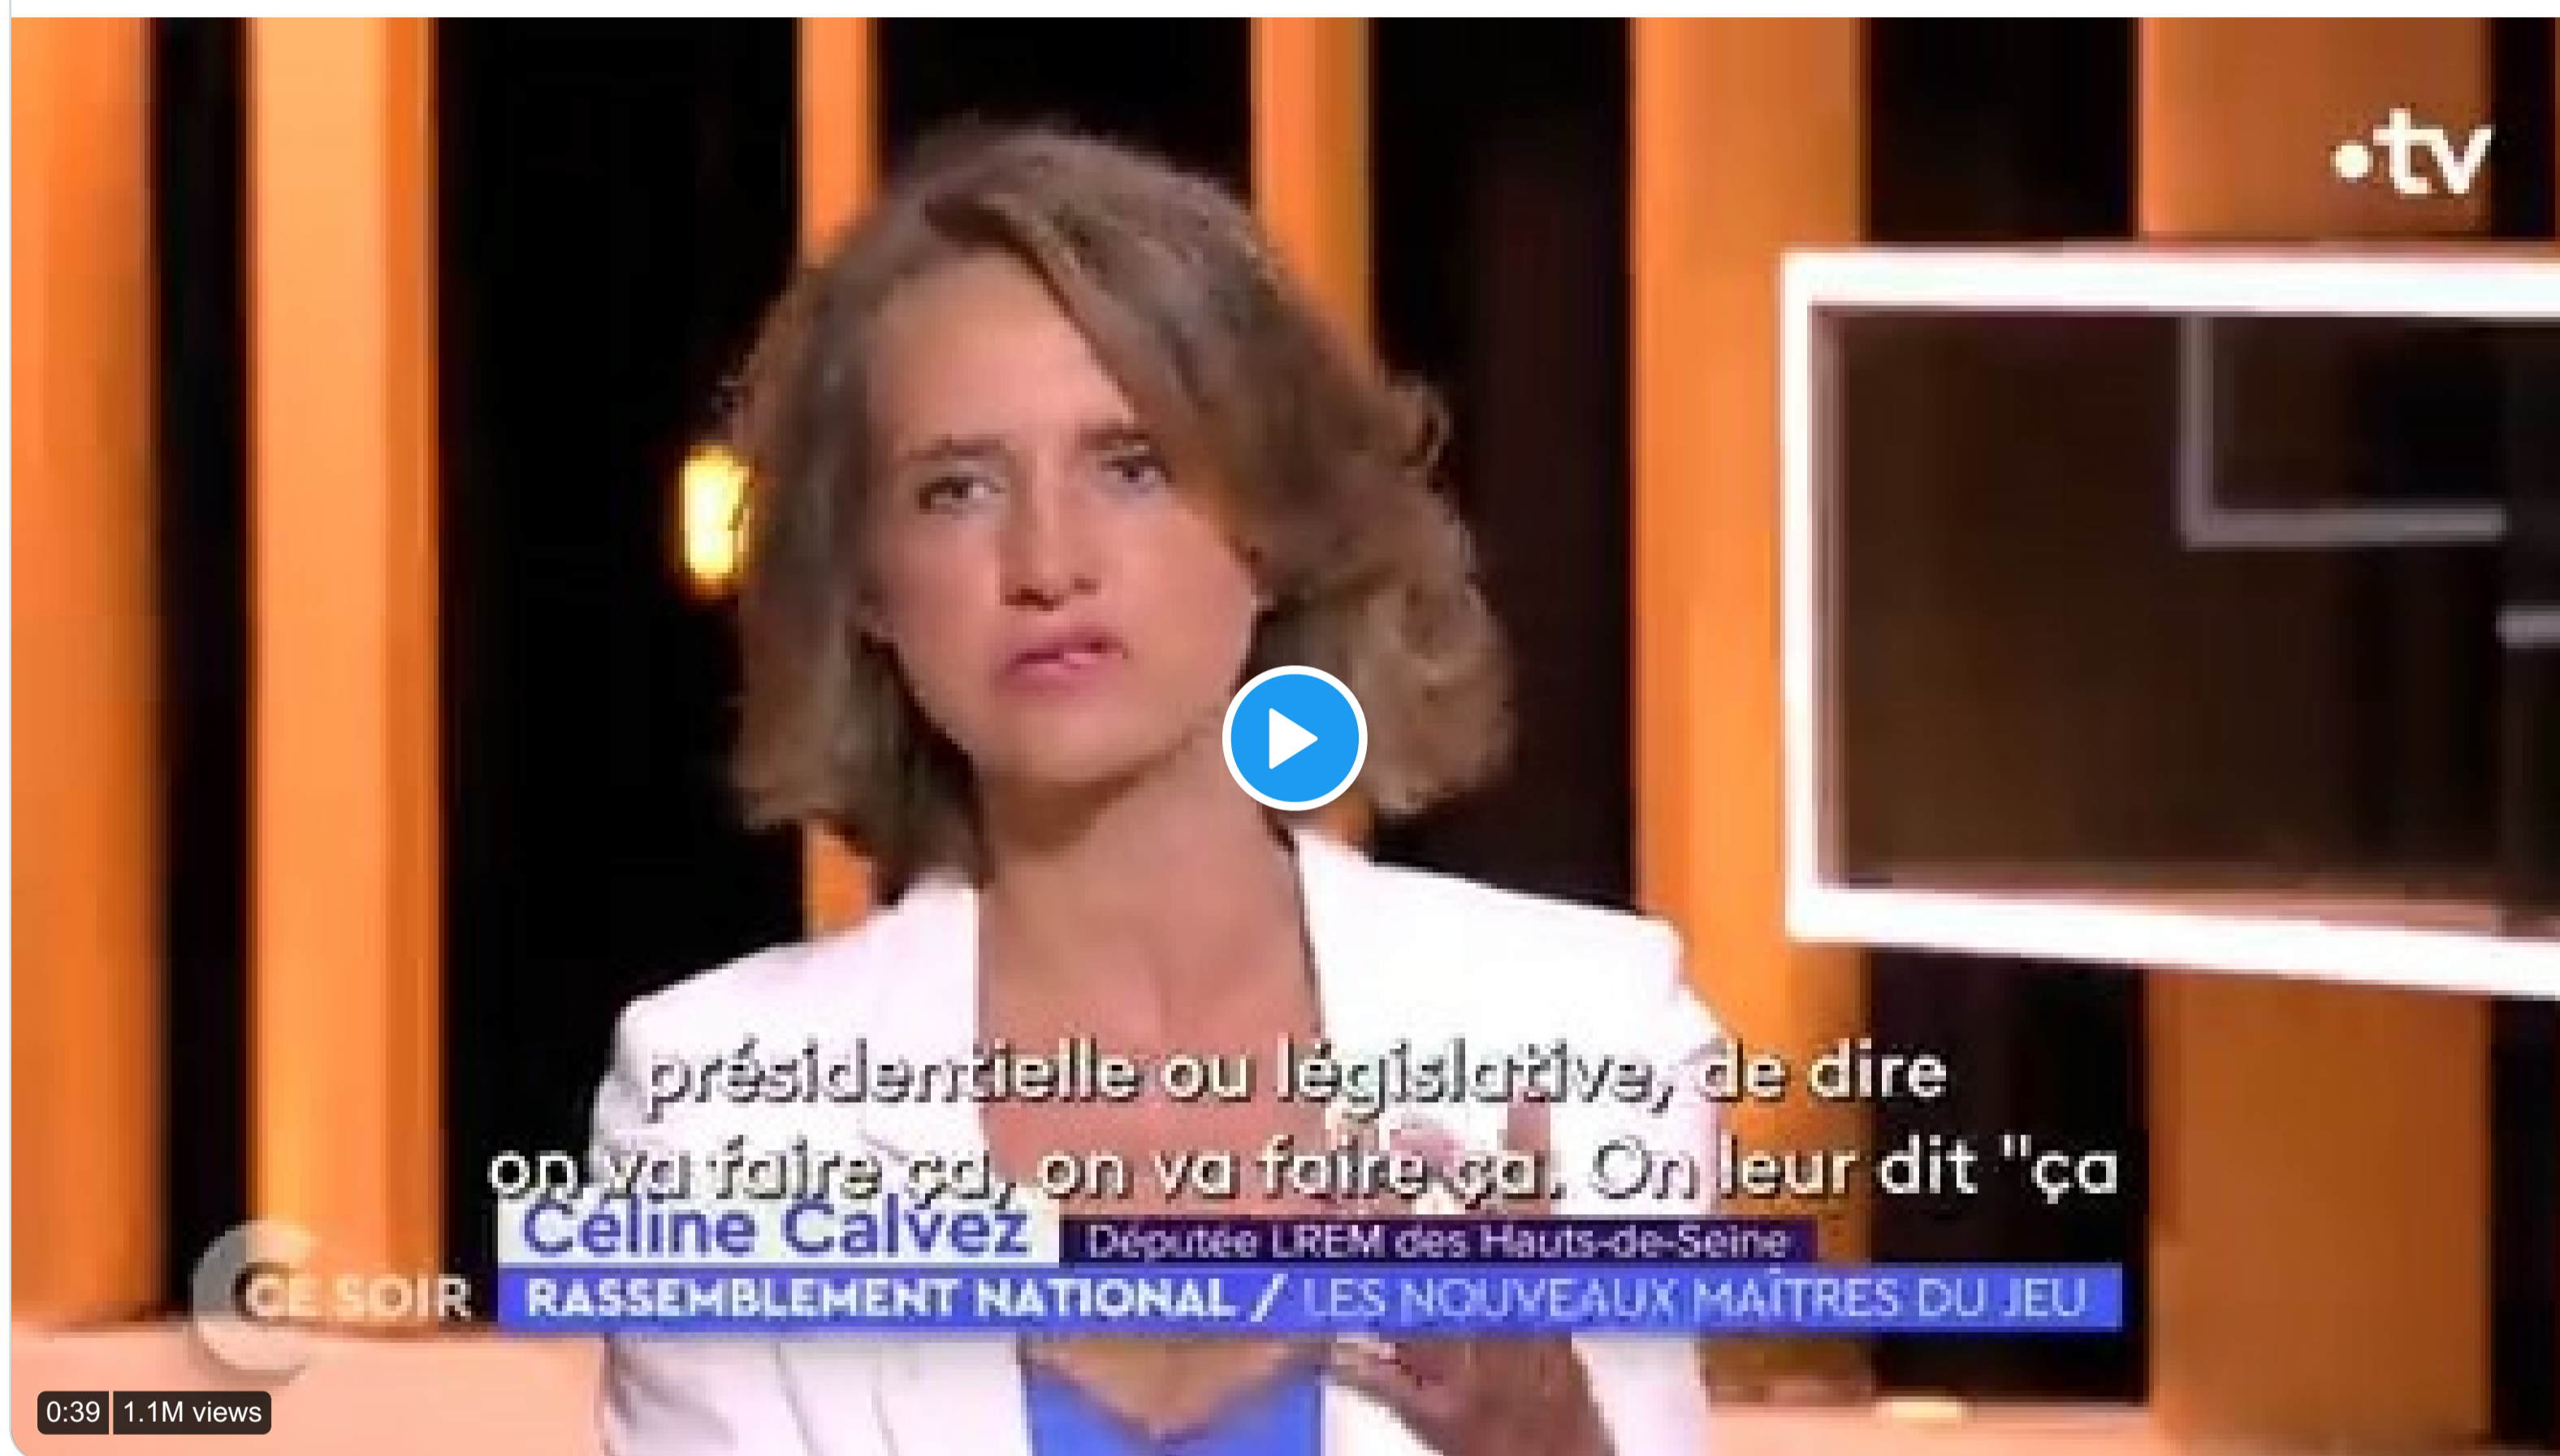 •tv
présidentielle ou législative, de dire
on va faire ça, on va faire ça. On leur dit "ça
Céline Calvez
Députée LREM des Hauts-de-Seine
CE SOIR
RASSEMBLEMENT NATIONAL / LES NOUVEAUX MAÎTRES DU JEU
0:39
1.1M views